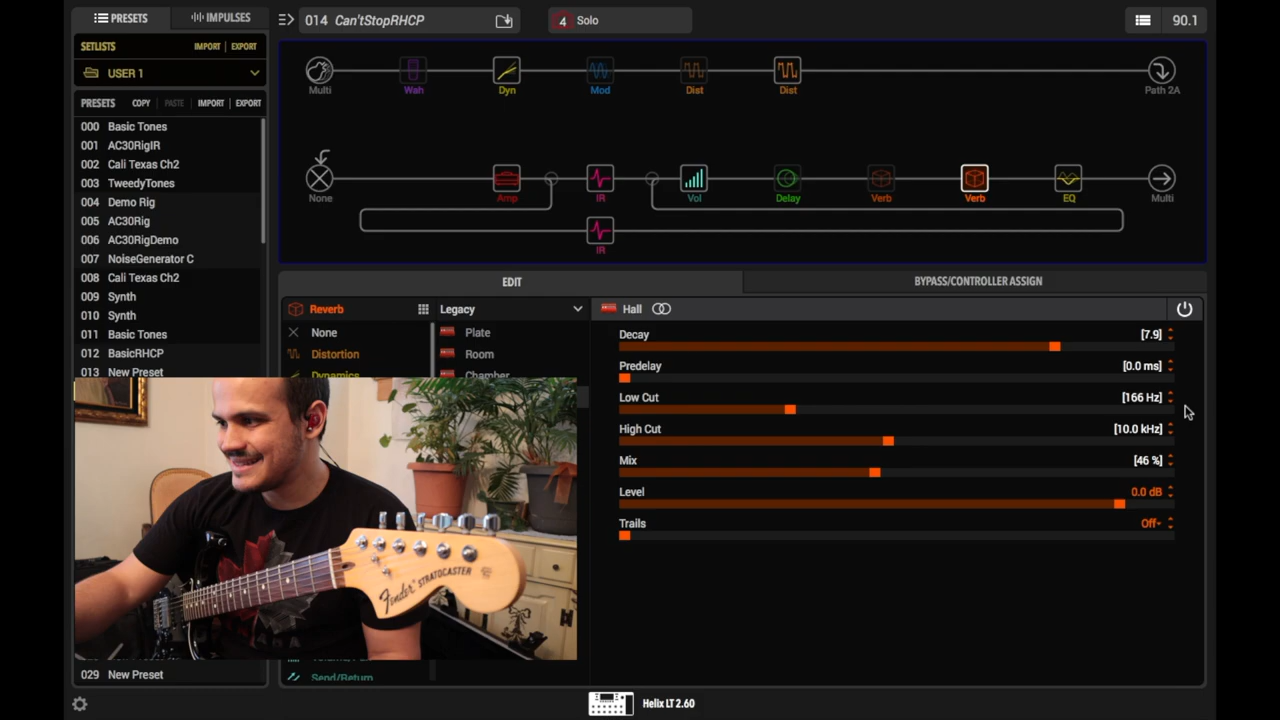 PRESETS
IMPULSES
014 Can'tStopRHCP
4 Solo
90.1
SETLISTS IMPORT EXPORT
USER 1
PRESETS COPY PASTE IMPORT EXPORT
000 Basic Tones
001 AC30RigIR
002 Cali Texas Ch2
003 TweedyTones
004 Demo Rig
005 AC30Rig
006 AC30RigDemo
007 NoiseGenerator C
008 Cali Texas Ch2
009 Synth
010 Synth
011 Basic Tones
012 BasicRHCP
013 New Preset
029 New Preset
Multi Wah Dyn Mod Dist Dist Path 2A
None Amp IR Vol Delay Verb Verb EQ Multi
IR
EDIT
BYPASS/CONTROLLER ASSIGN
Reverb
None
Distortion
Dynamics
Send/Return
Legacy
Plate
Room
Chamber
Hall
Decay [7.9]
Predelay [0.0 ms]
Low Cut [166 Hz]
High Cut [10.0 kHz]
Mix [46 %]
Level 0.0 dB
Trails Off
Fender STRATOCASTER
Helix LT 2.60